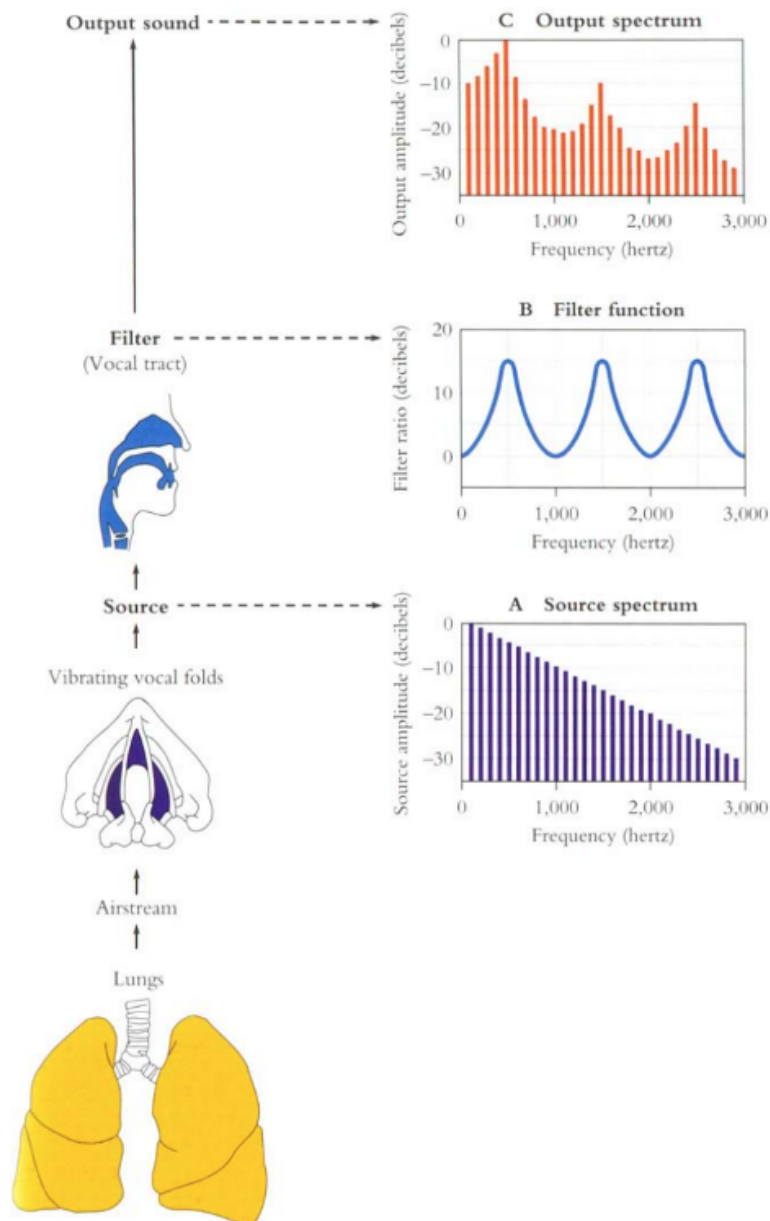 Output sound
C Output spectrum
Output amplitude (decibels)
0
−10
−20
−30
0 1,000 2,000 3,000
Frequency (hertz)
Filter
(Vocal tract)
B Filter function
Filter ratio (decibels)
20
10
0
0 1,000 2,000 3,000
Frequency (hertz)
Source
A Source spectrum
Source amplitude (decibels)
0
−10
−20
−30
0 1,000 2,000 3,000
Frequency (hertz)
Vibrating vocal folds
Airstream
Lungs